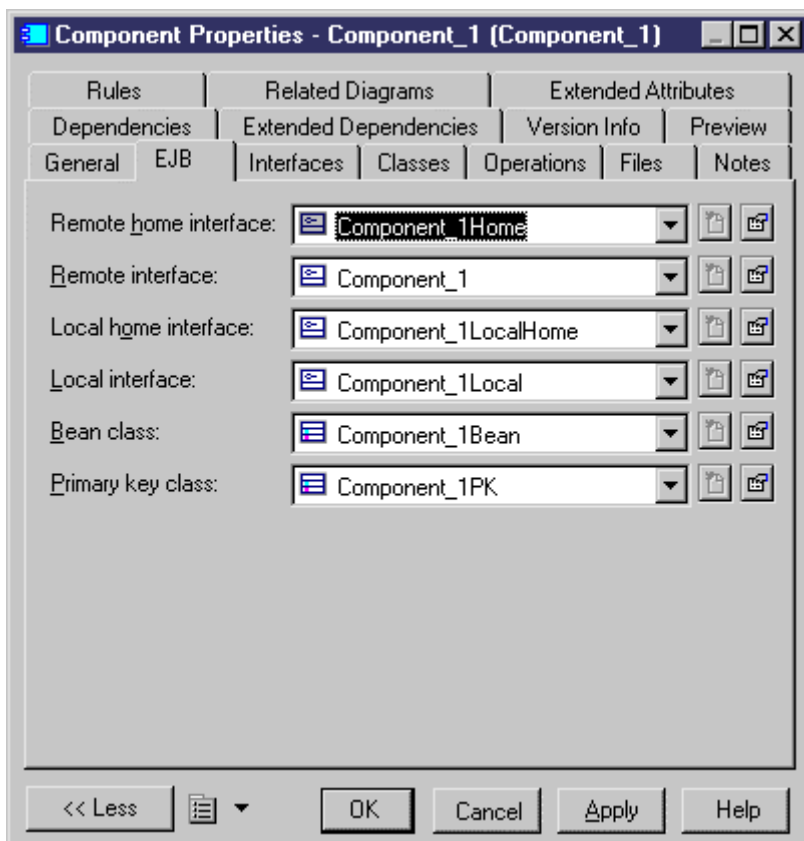 Component Properties - Component_1 (Component_1)
Rules Related Diagrams Extended Attributes
Dependencies Extended Dependencies Version Info Preview
General EJB Interfaces Classes Operations Files Notes
Remote home interface: Component_1Home
Remote interface: Component_1
Local home interface: Component_1LocalHome
Local interface: Component_1Local
Bean class: Component_1Bean
Primary key class: Component_1PK
<< Less OK Cancel Apply Help